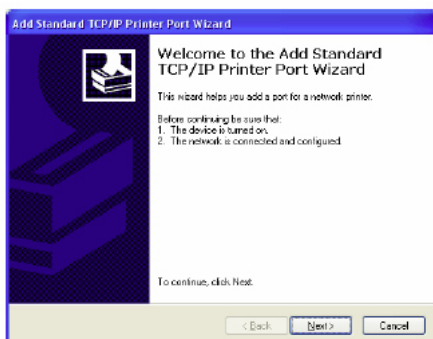 Add Standard TCP/IP Printer Port Wizard
Welcome to the Add Standard
TCP/IP Printer Port Wizard
This wizard helps you add a port for a network printer.
Before continuing be sure that:
1. The device is turned on.
2. The network is connected and configured.
To continue, click Next.
< Back
Next >
Cancel